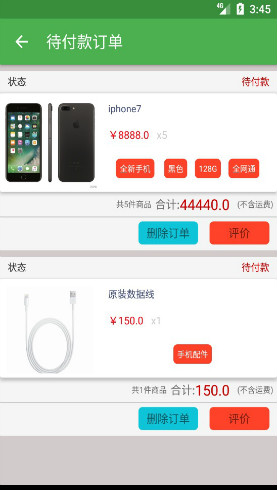 4G 3:45
← 待付款订单
状态 待付款
iphone7
￥8888.0 x5
全新手机 黑色 128G 全网通
共5件商品 合计:44440.0 (不含运费)
删除订单 评价
状态 待付款
原装数据线
￥150.0 x1
手机配件
共1件商品 合计:150.0 (不含运费)
删除订单 评价